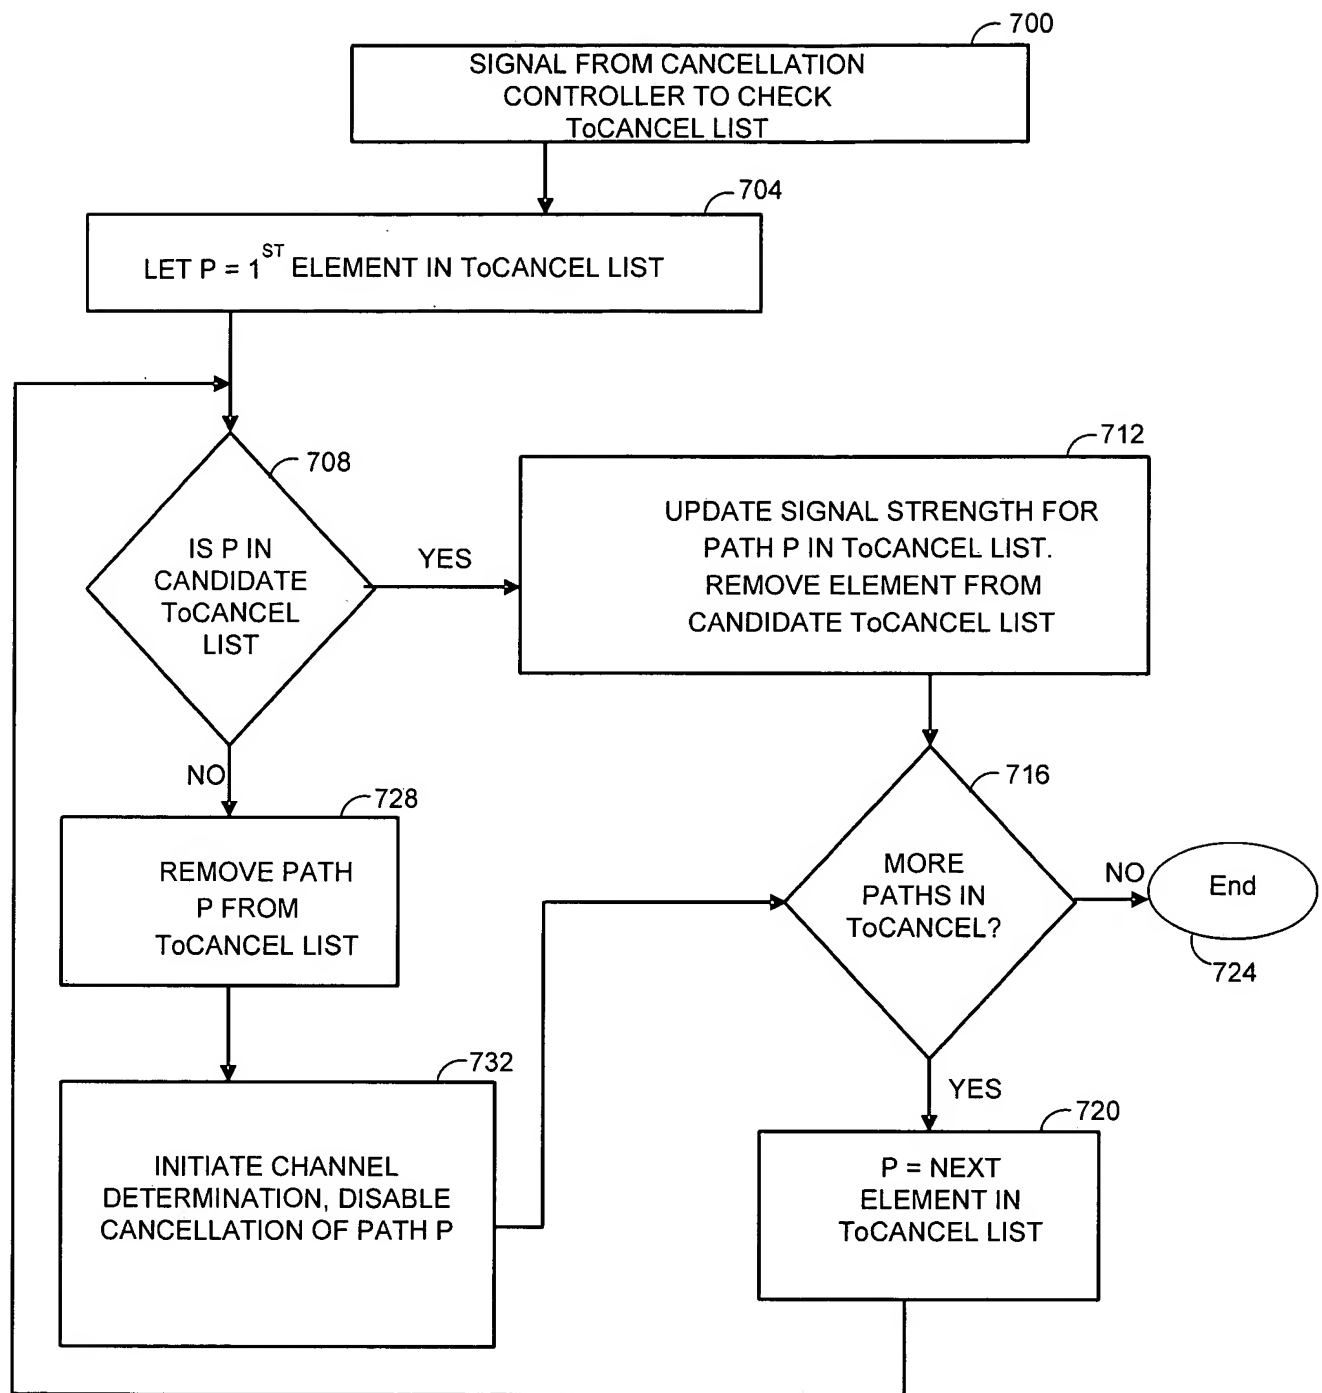 700
SIGNAL FROM CANCELLATION
CONTROLLER TO CHECK
ToCANCEL LIST
704
LET P = 1ST ELEMENT IN ToCANCEL LIST
708
IS P IN
CANDIDATE
ToCANCEL
LIST
YES
712
UPDATE SIGNAL STRENGTH FOR
PATH P IN ToCANCEL LIST.
REMOVE ELEMENT FROM
CANDIDATE ToCANCEL LIST
NO
716
MORE
PATHS IN
ToCANCEL?
NO
End
724
728
REMOVE PATH
P FROM
ToCANCEL LIST
732
INITIATE CHANNEL
DETERMINATION, DISABLE
CANCELLATION OF PATH P
YES
720
P = NEXT
ELEMENT IN
ToCANCEL LIST